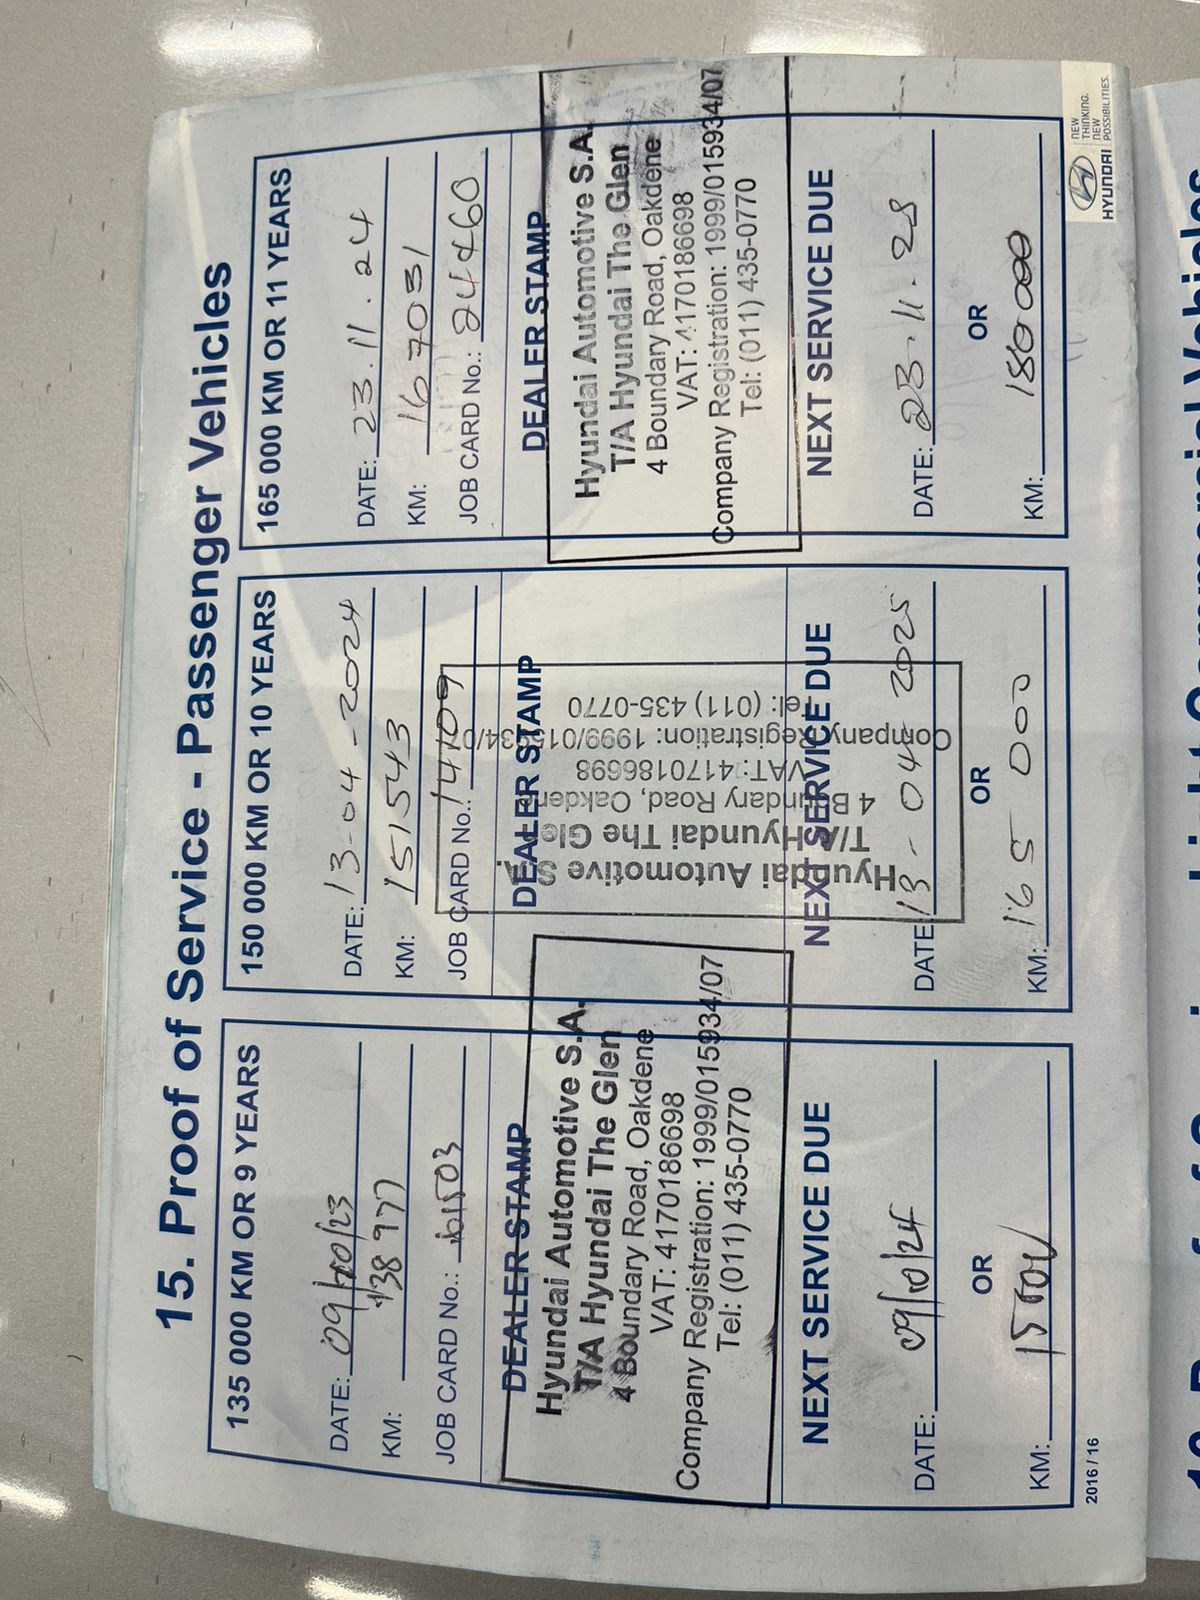 15. Proof of Service - Passenger Vehicles
135 000 KM OR 9 YEARS
DATE: 09/10/23
KM: 138 977
JOB CARD No.:
DEALER STAMP
Hyundai Automotive S.A.
T/A Hyundai The Glen
4 Boundary Road, Oakdene
VAT: 4170186698
Company Registration: 1999/015934/07
Tel: (011) 435-0770
NEXT SERVICE DUE
DATE: 09/10/24
OR
KM:
2016 / 16
150 000 KM OR 10 YEARS
DATE: 13-04-2024
KM: 151543
JOB CARD No.: 14109
DEALER STAMP
Hyundai Automotive S.A.
T/A Hyundai The Glen
4 Boundary Road, Oakdene
VAT: 4170186698
Company Registration: 1999/015934/07
Tel: (011) 435-0770
NEXT SERVICE DUE
DATE: 13-04-2025
OR
KM: 165 000
165 000 KM OR 11 YEARS
DATE: 23.11.24
KM: 167031
JOB CARD No.: 24460
DEALER STAMP
Hyundai Automotive S.A.
T/A Hyundai The Glen
4 Boundary Road, Oakdene
VAT: 4170186698
Company Registration: 1999/015934/07
Tel: (011) 435-0770
NEXT SERVICE DUE
DATE: 23.11.25
OR
KM: 180000
HYUNDAI
NEW
THINKING.
NEW
POSSIBILITIES.